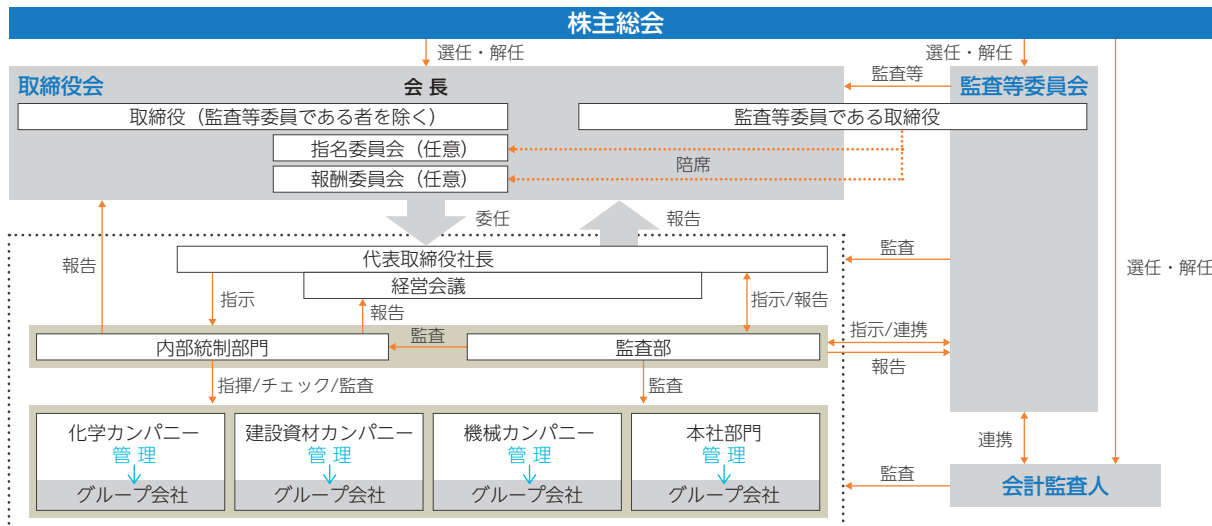 株主総会
選任・解任
選任・解任
取締役会
会長
監査等
監査等委員会
取締役（監査等委員である者を除く）
監査等委員である取締役
指名委員会（任意）
陪席
報酬委員会（任意）
委任
報告
代表取締役社長
監査
報告
選任・解任
経営会議
指示
指示/報告
報告
内部統制部門
監査
監査部
指示/連携
報告
指揮/チェック/監査
監査
化学カンパニー
管理
グループ会社
建設資材カンパニー
管理
グループ会社
機械カンパニー
管理
グループ会社
本社部門
管理
グループ会社
連携
監査
会計監査人